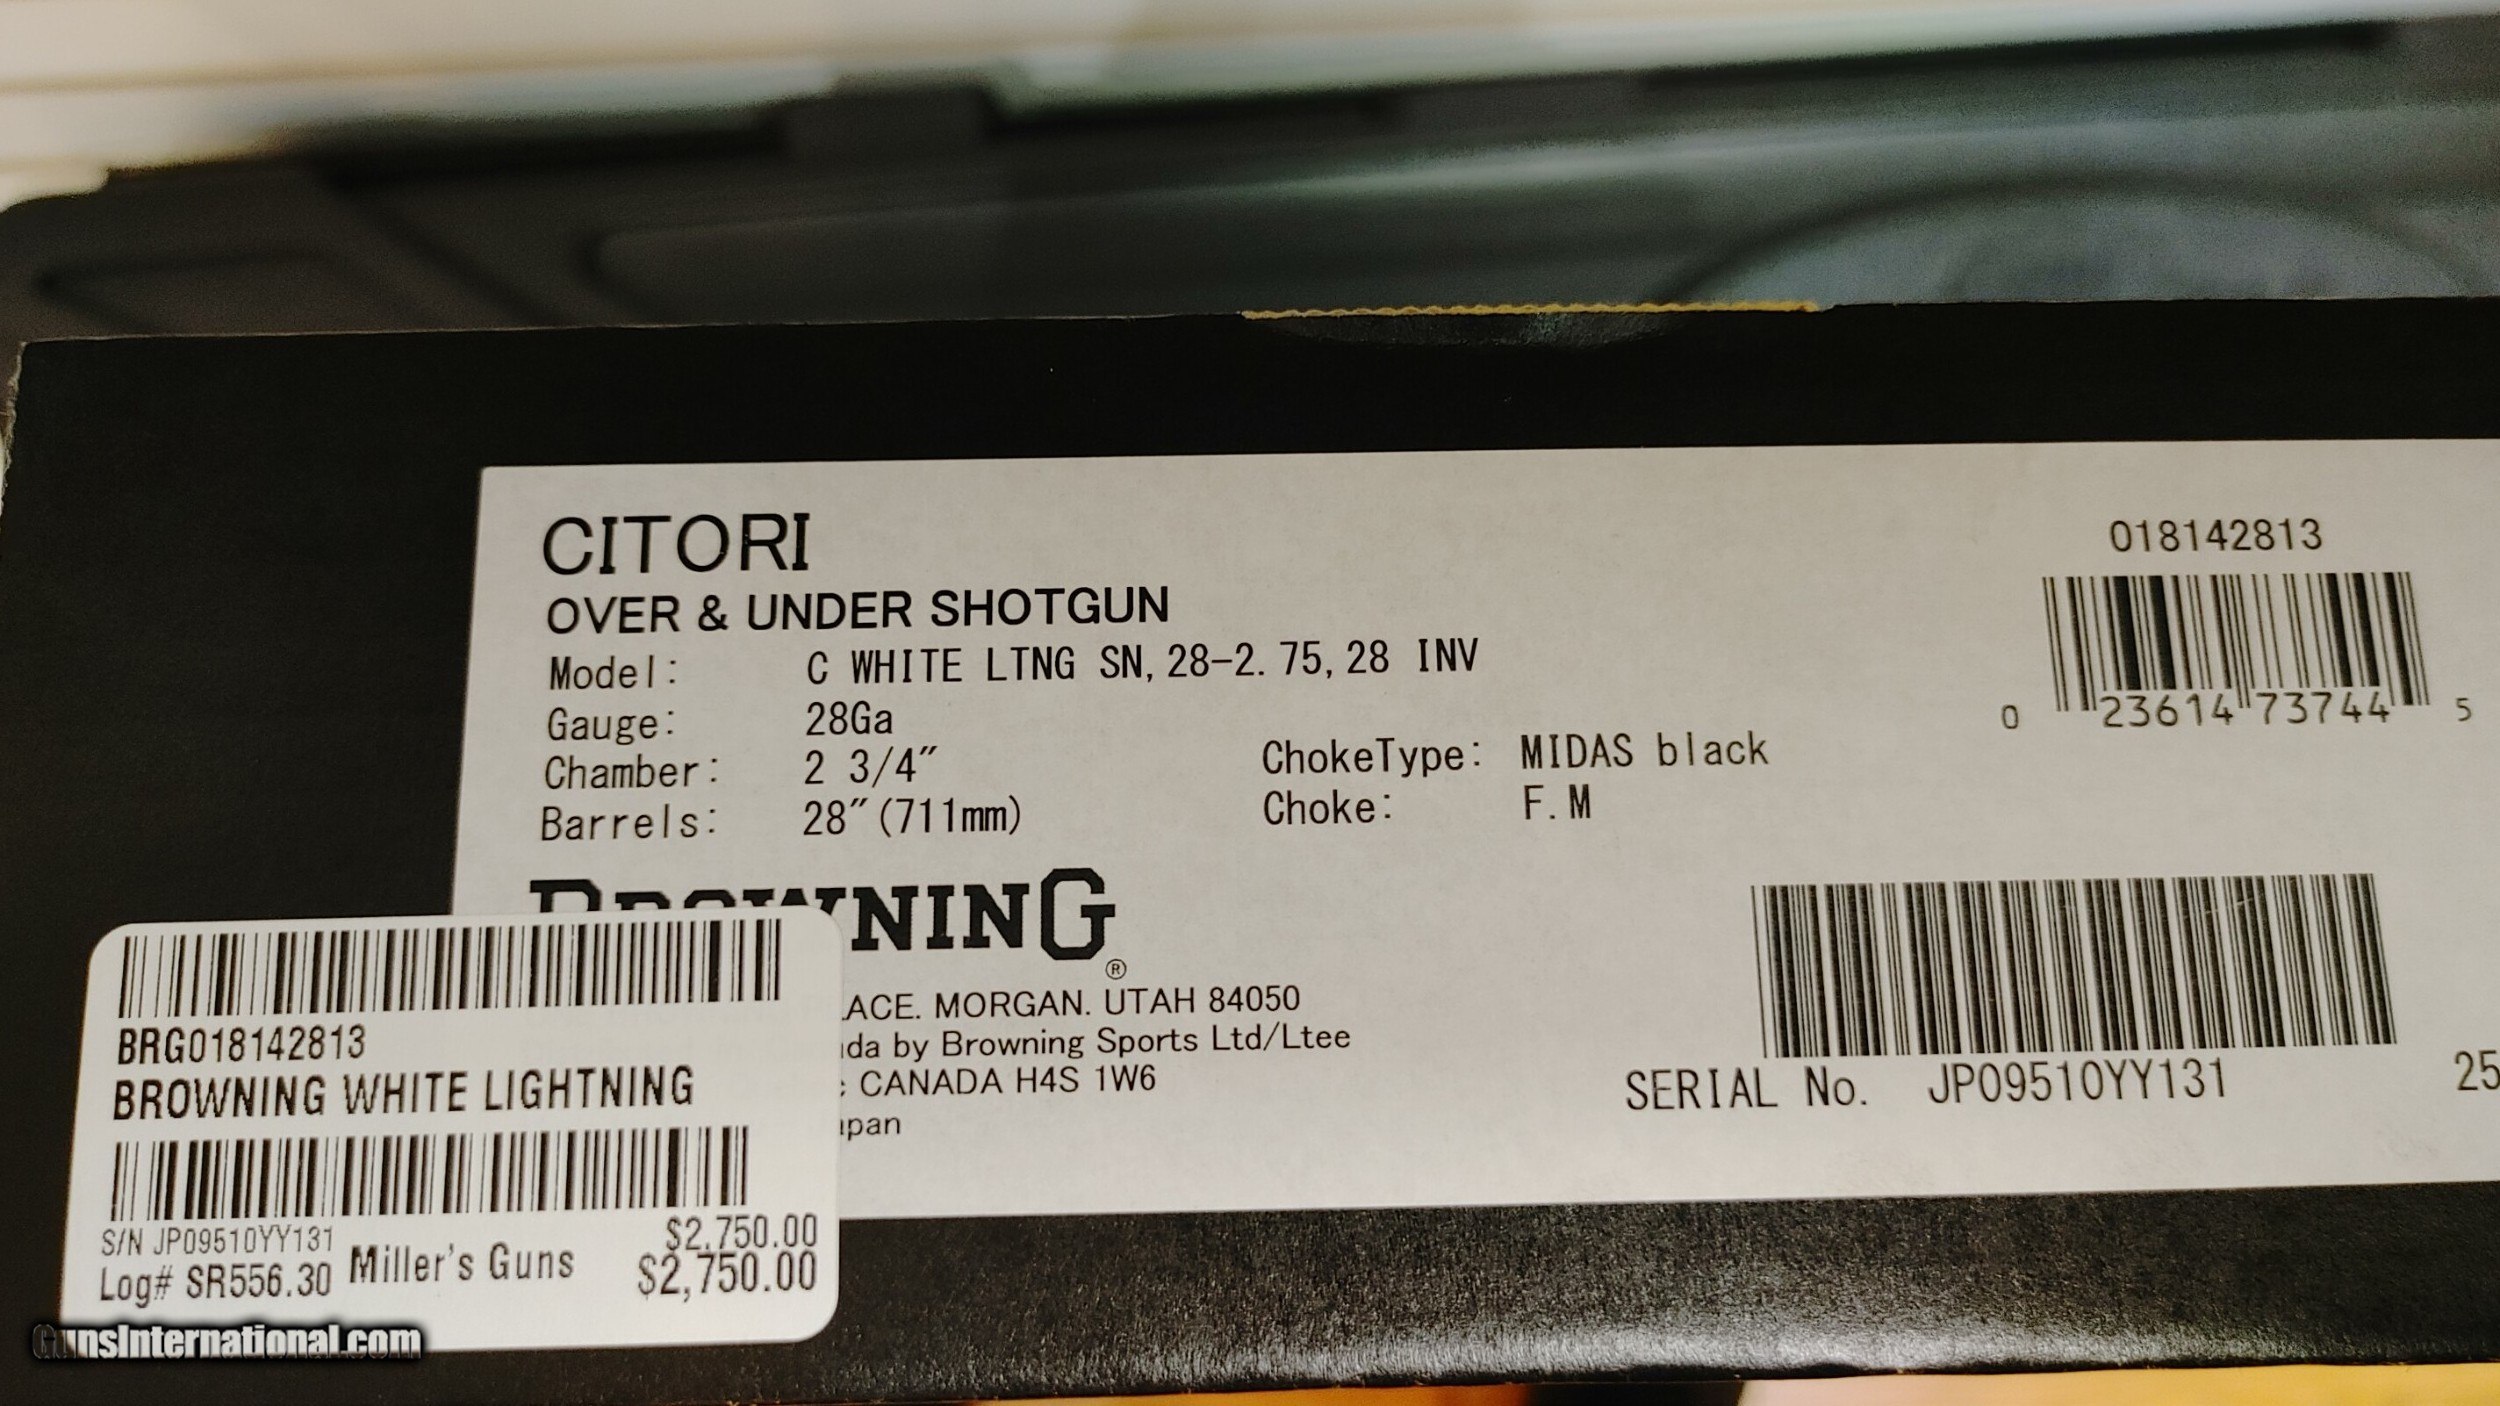 CITORI
OVER & UNDER SHOTGUN
Model: C WHITE LTNG SN, 28-2.75, 28 INV
Gauge: 28Ga
Chamber: 2 3/4"
Barrels: 28"(711mm)
ChokeType: MIDAS black
Choke: F.M
018142813
0 23614 73744 5
BROWNING®
ACE. MORGAN. UTAH 84050
da by Browning Sports Ltd/Ltee
: CANADA H4S 1W6
apan
SERIAL No. JP09510YY131
25
BRG018142813
BROWNING WHITE LIGHTNING
S/N JP09510YY131
Log# SR556.30
Miller's Guns
$2,750.00
$2,750.00
GunsInternational.com